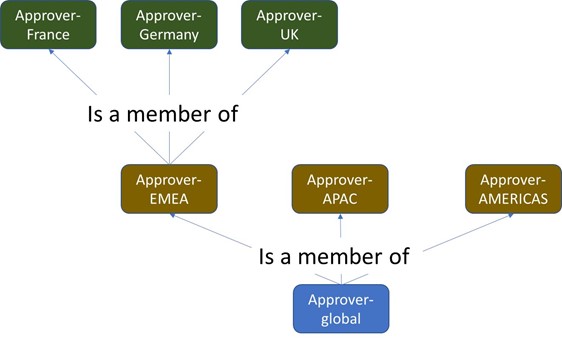 Approver-
France
Approver-
Germany
Approver-
UK
Is a member of
Approver-
EMEA
Approver-
APAC
Approver-
AMERICAS
Is a member of
Approver-
global